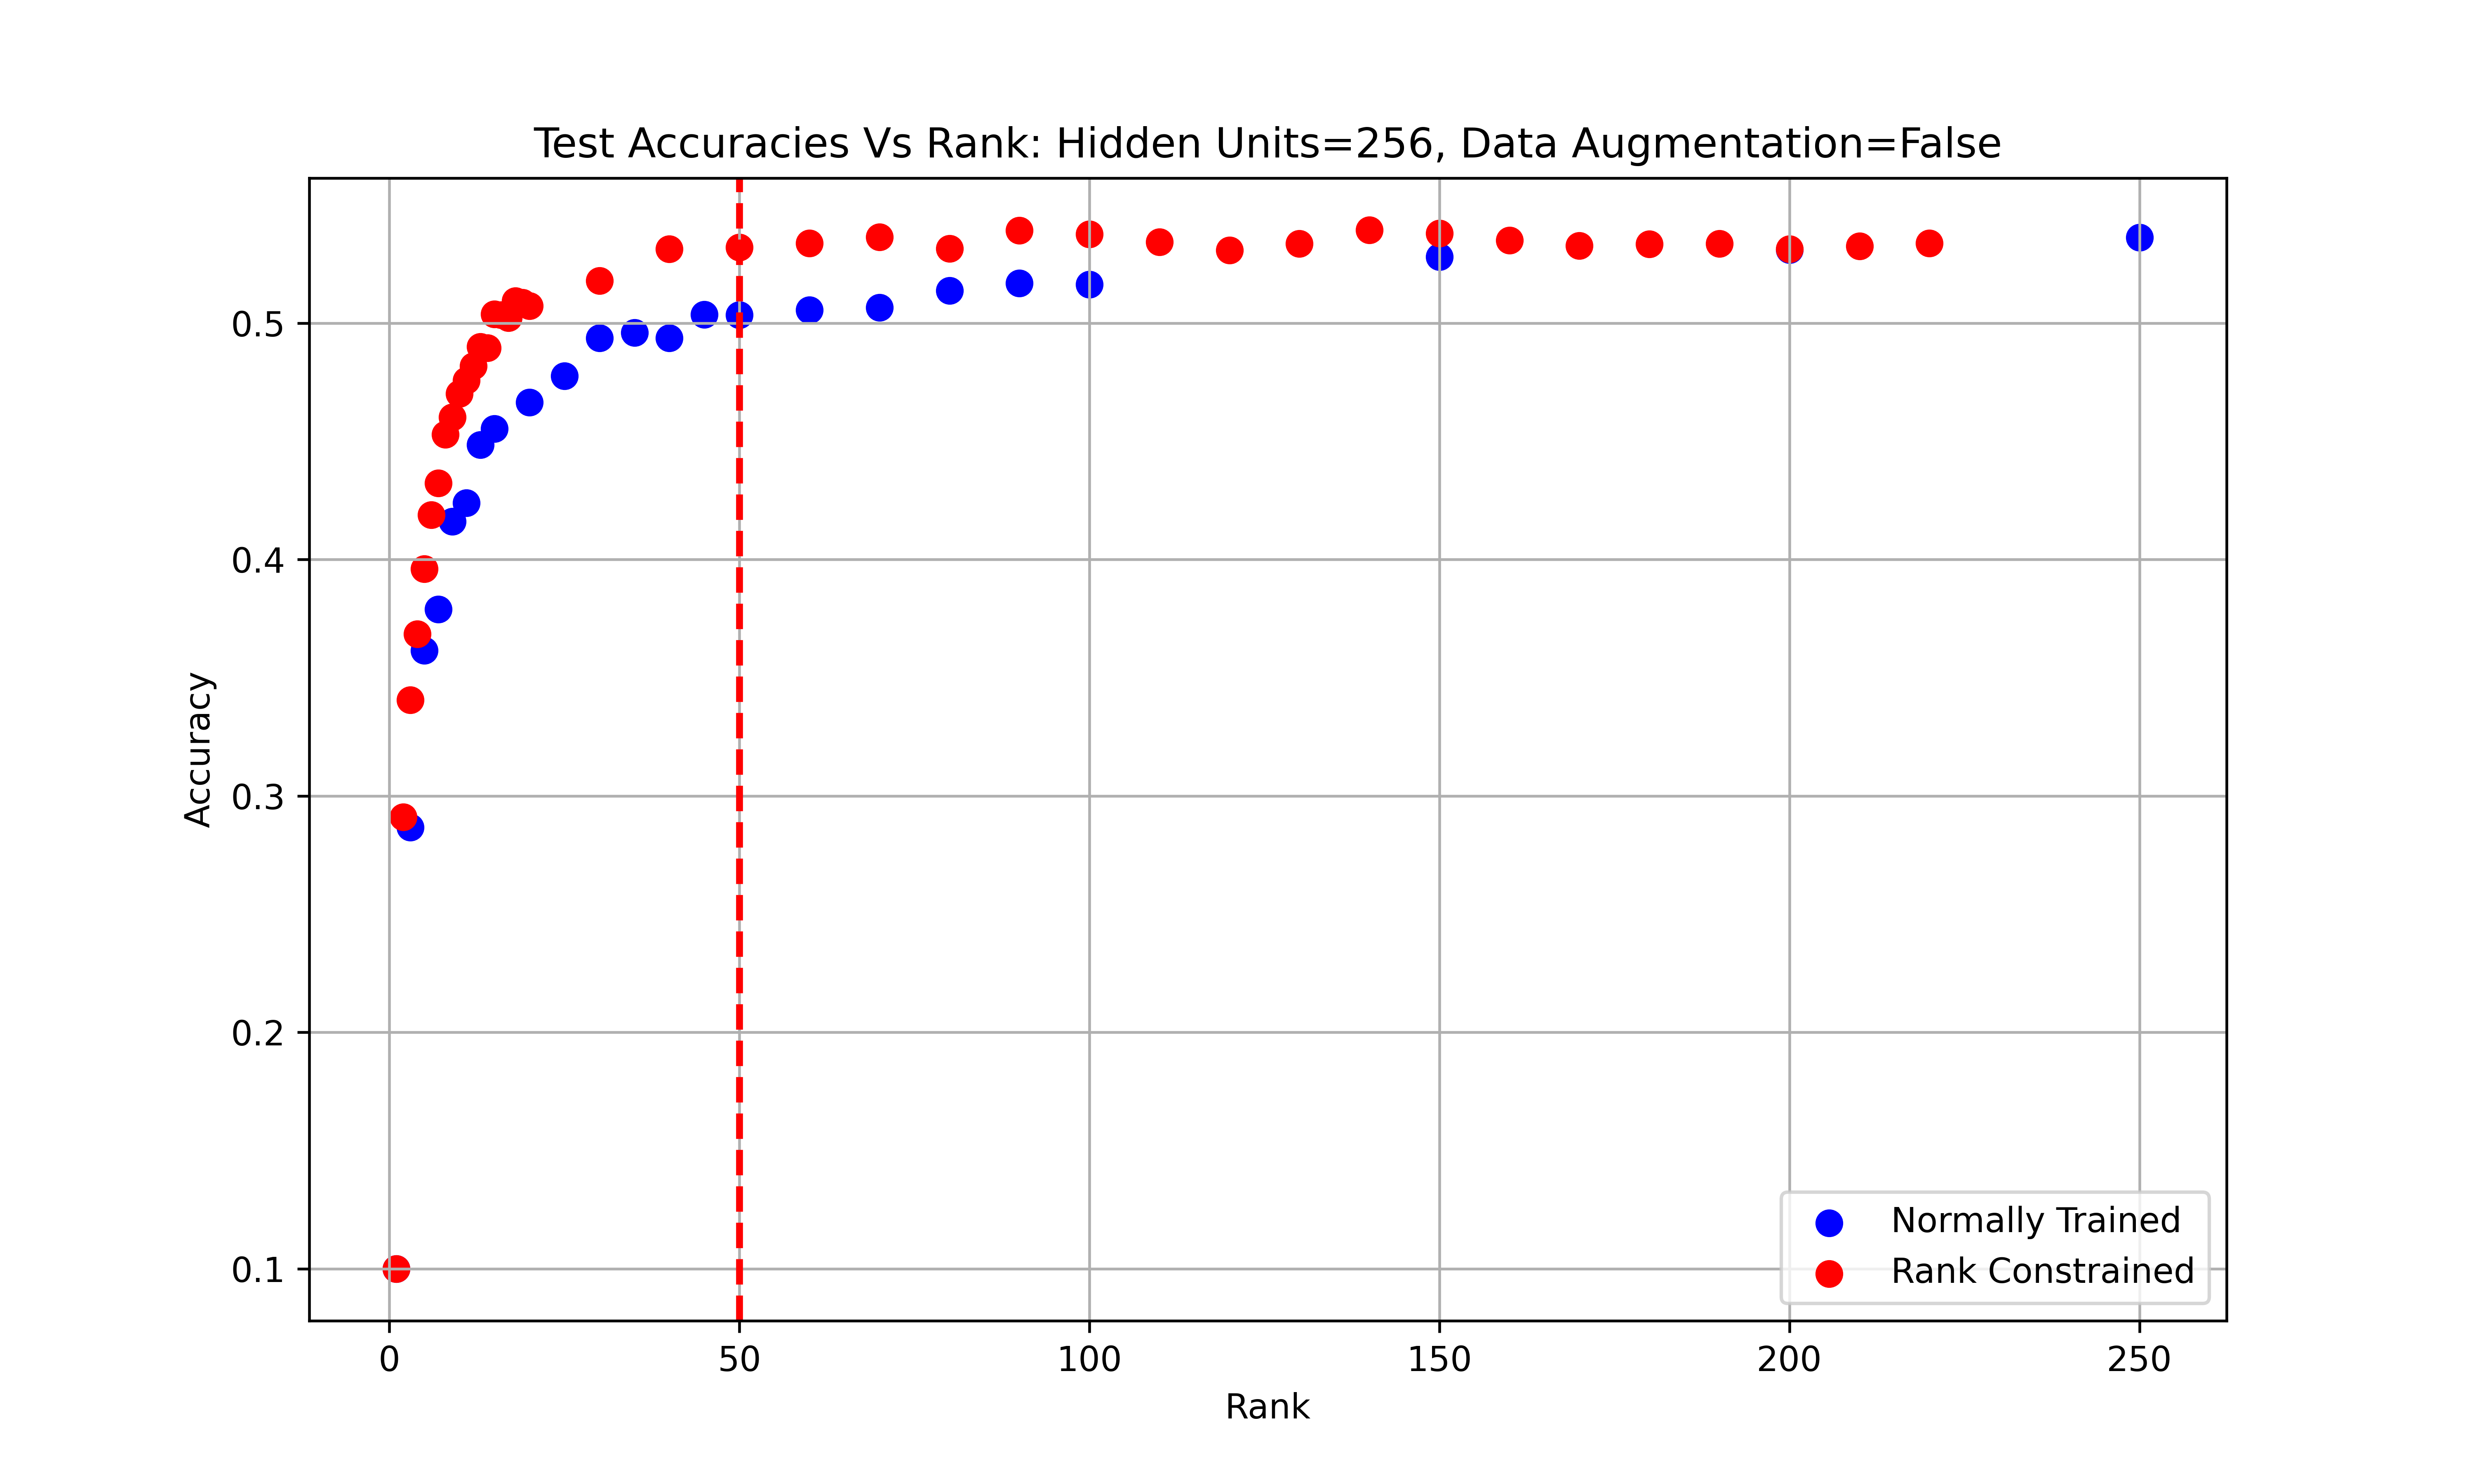 Test Accuracies Vs Rank: Hidden Units=256, Data Augmentation=False
Accuracy
0.5
0.4
0.3
0.2
0.1
0 50 100 150 200 250
Rank
Normally Trained
Rank Constrained